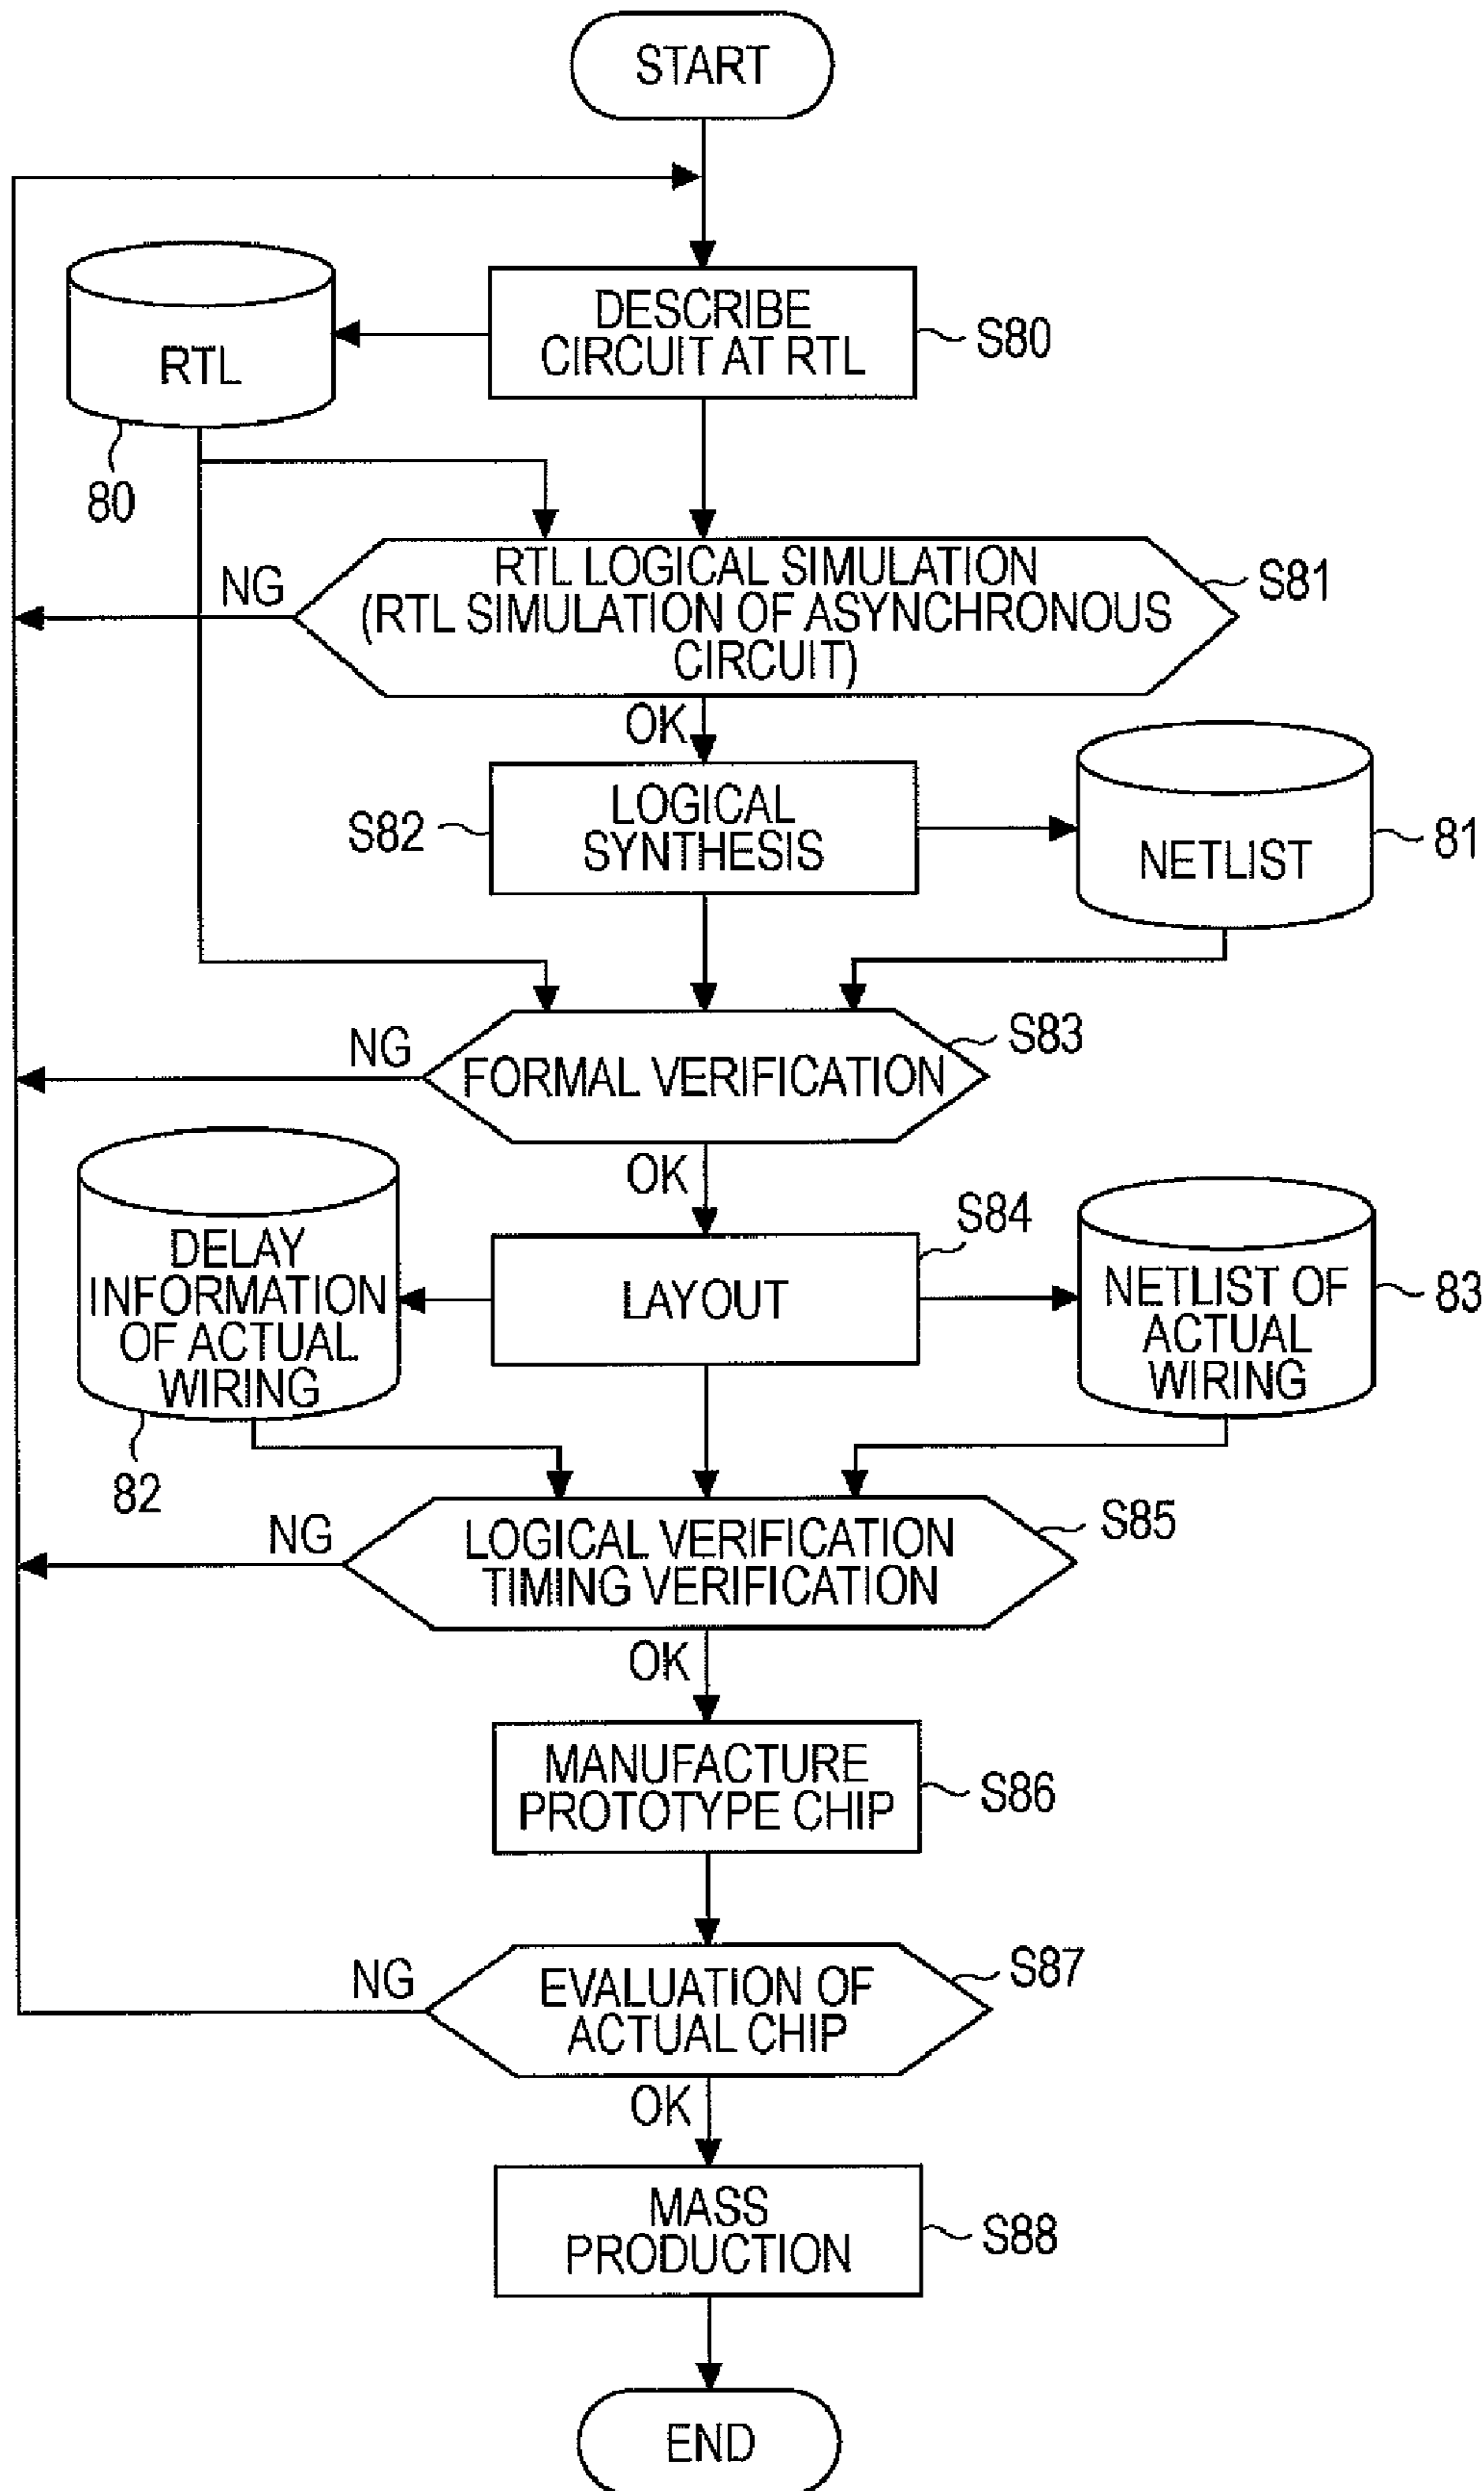 START
DESCRIBE
CIRCUIT AT RTL
S80
RTL
80
RTL LOGICAL SIMULATION
(RTL SIMULATION OF ASYNCHRONOUS
CIRCUIT)
S81
NG
OK
LOGICAL
SYNTHESIS
S82
NETLIST
81
FORMAL VERIFICATION
S83
NG
OK
LAYOUT
S84
DELAY
INFORMATION
OF ACTUAL
WIRING
82
NETLIST OF
ACTUAL
WIRING
83
LOGICAL VERIFICATION
TIMING VERIFICATION
S85
NG
OK
MANUFACTURE
PROTOTYPE CHIP
S86
EVALUATION OF
ACTUAL CHIP
S87
NG
OK
MASS
PRODUCTION
S88
END